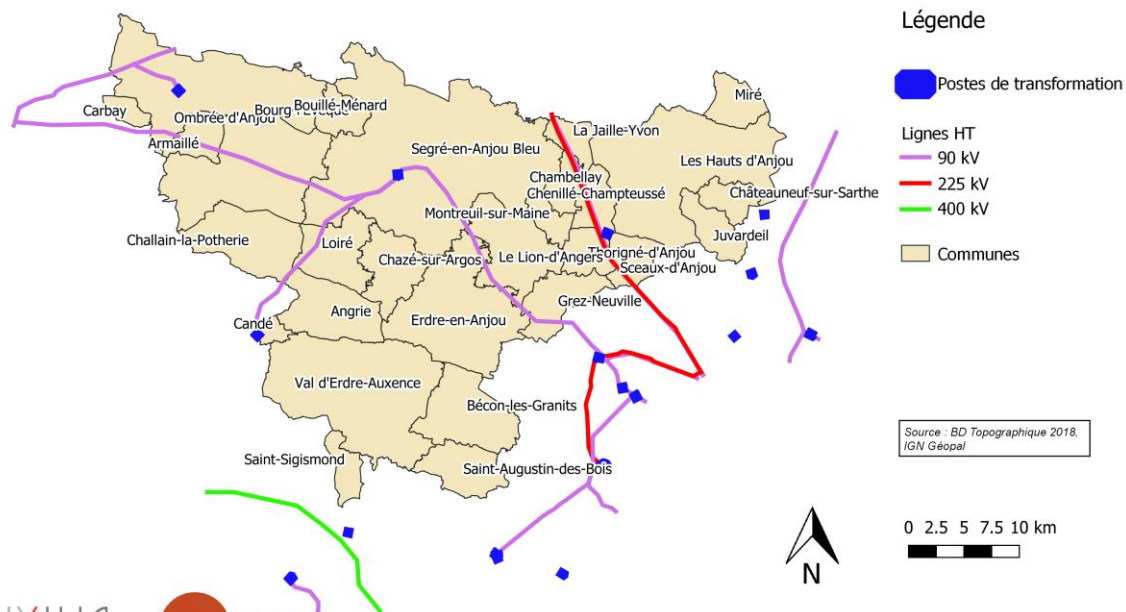 Légende
Postes de transformation
Lignes HT
90 kV
225 kV
400 kV
Communes
Miré
Carbay
Ombrée d'Anjou
Bouillé-Ménard
La Jaille-Yvon
Armaillé
Segré-en-Anjou Bleu
Les Hauts d'Anjou
Chambellay
Chenillé-Champteussé
Châteauneuf-sur-Sarthe
Montreuil-sur-Maine
Juvardeil
Challain-la-Potherie
Loiré
Chazé-sur-Argos
Le Lion-d'Angers
Thorigné-d'Anjou
Sceaux-d'Anjou
Grez-Neuville
Angrie
Candé
Erdre-en-Anjou
Val d'Erdre-Auxence
Bécon-les-Granits
Saint-Sigismond
Saint-Augustin-des-Bois
Source : BD Topographique 2018,
IGN Géopal
0 2.5 5 7.5 10 km
N